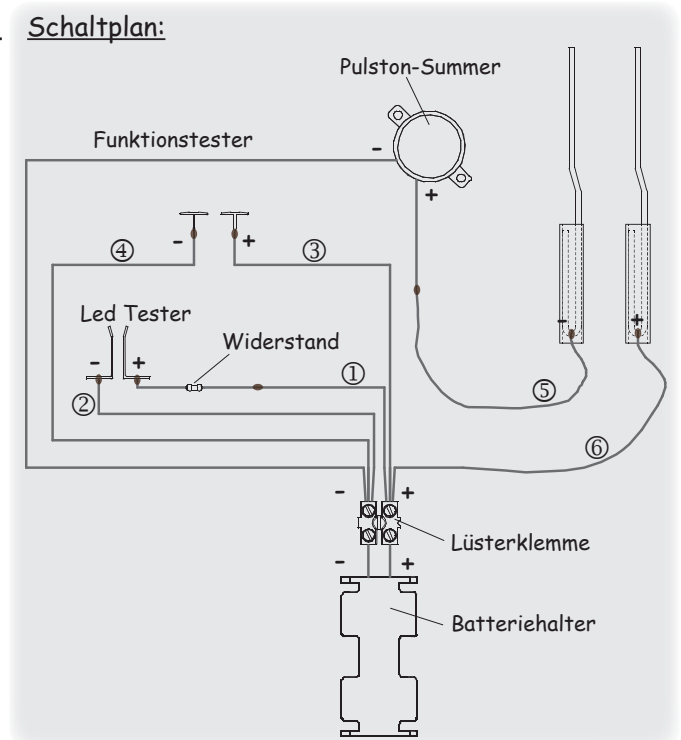 Schaltplan:
Pulston-Summer
Funktionstester
-
+
④
-
+
③
Led Tester
Widerstand
-
+
①
②
-
+
⑤
⑥
-
+
Lüsterklemme
-
+
Batteriehalter